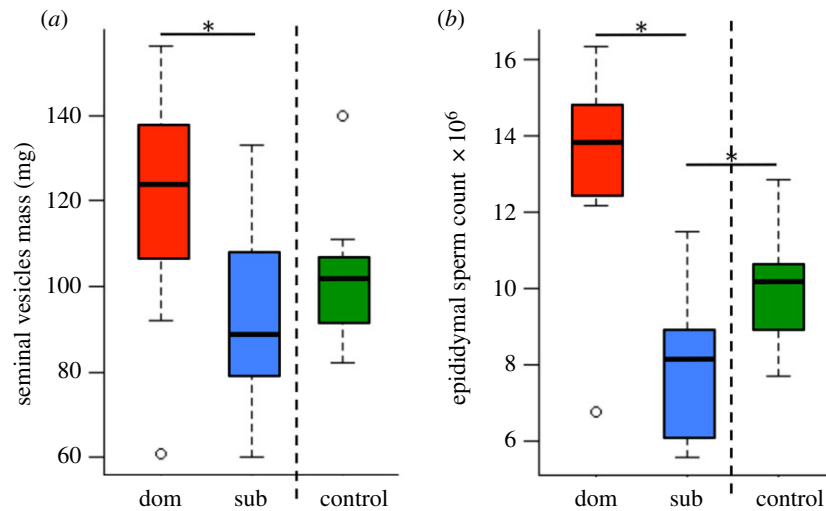 (a)
*
140
120
100
80
60
seminal vesicles mass (mg)
dom sub control
(b)
*
*
16
14
12
10
8
6
epididymal sperm count × 10⁶
dom sub control